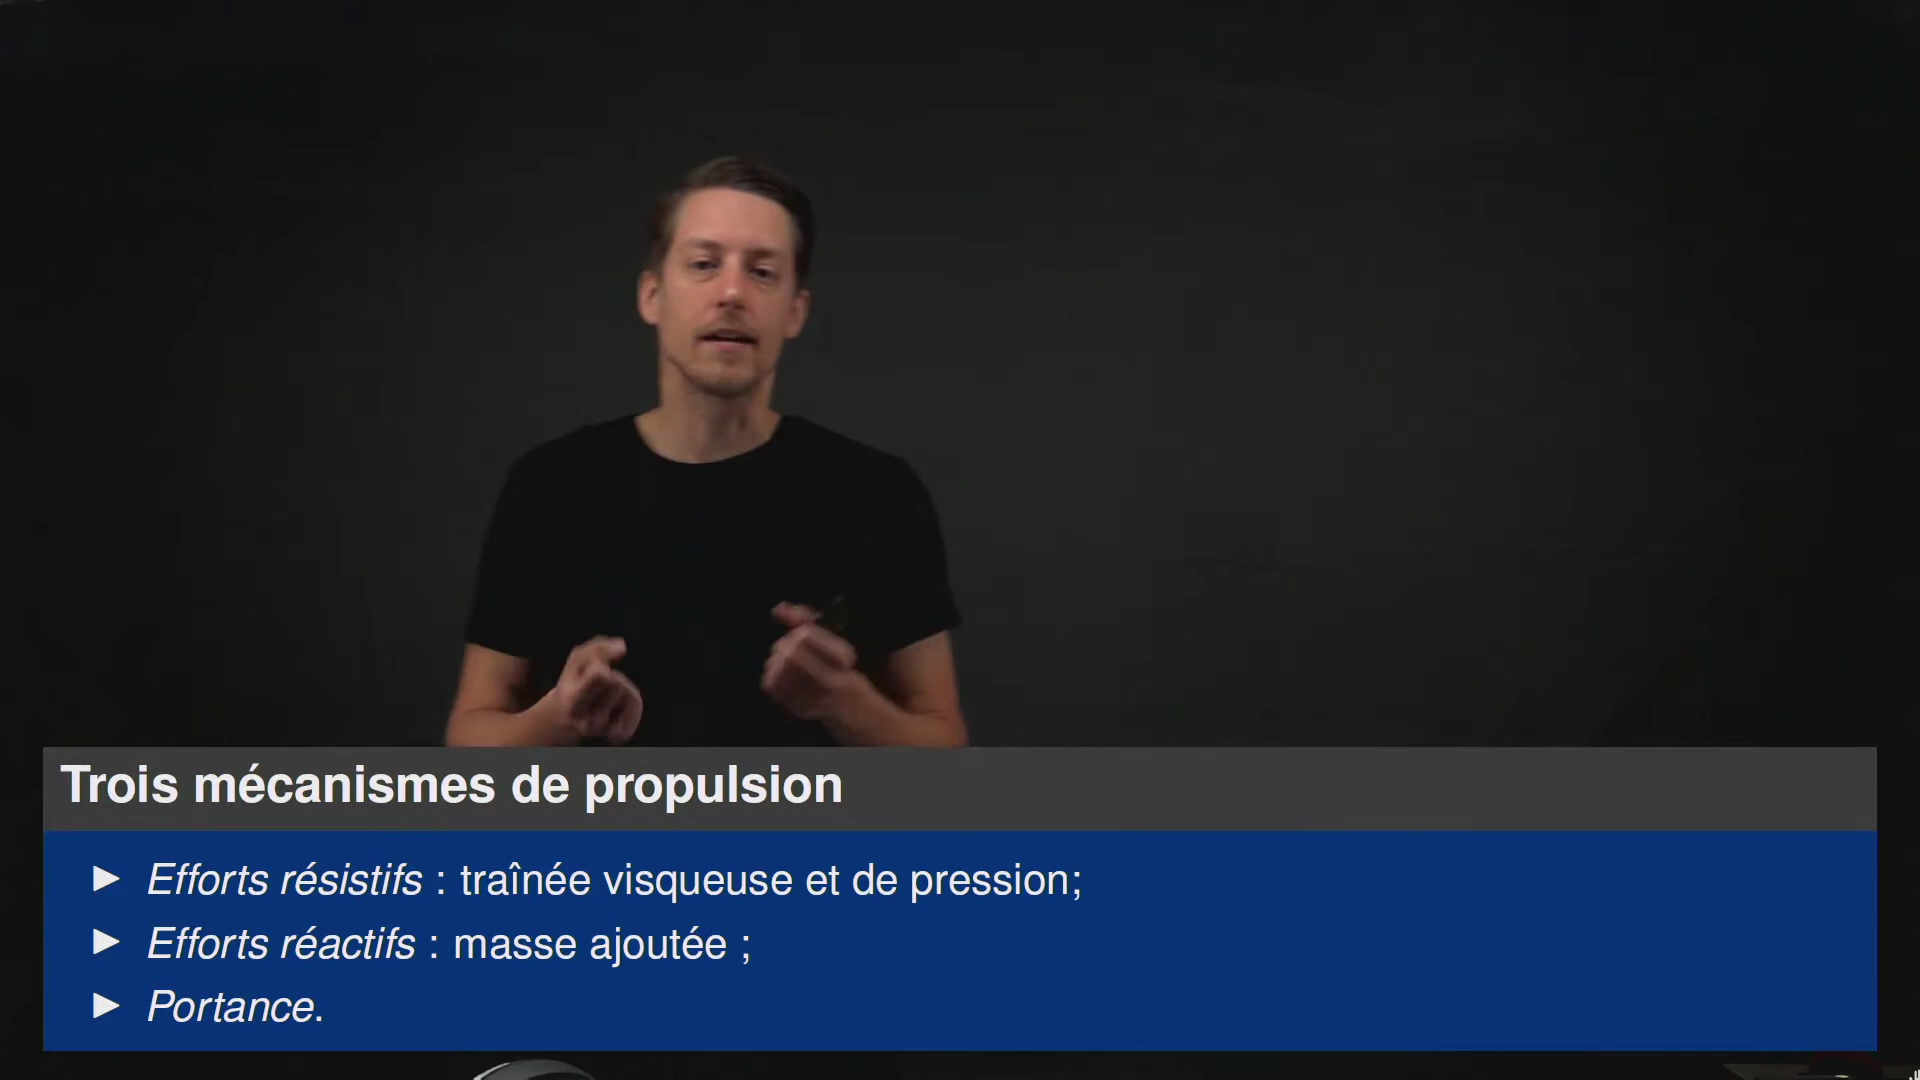 Trois mécanismes de propulsion
► Efforts résistifs : traînée visqueuse et de pression;
► Efforts réactifs : masse ajoutée ;
► Portance.